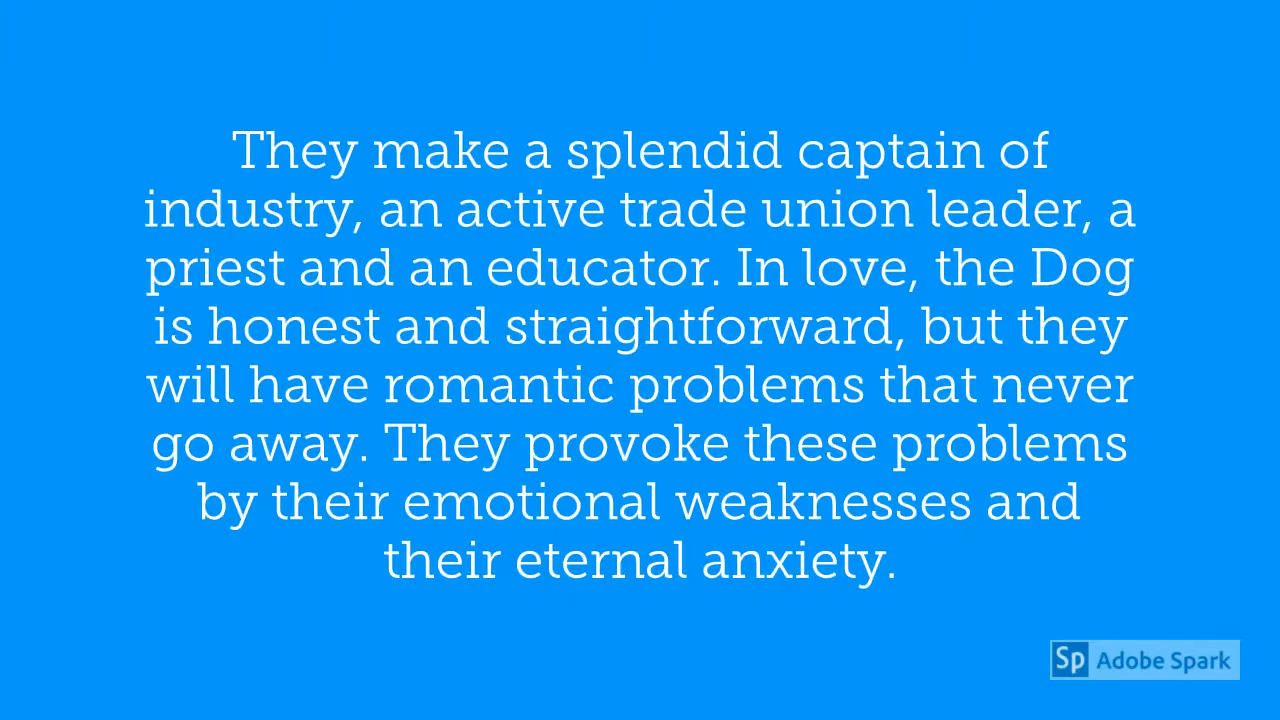 They make a splendid captain of
industry, an active trade union leader, a
priest and an educator. In love, the Dog
is honest and straightforward, but they
will have romantic problems that never
go away. They provoke these problems
by their emotional weaknesses and
their eternal anxiety.
Sp Adobe Spark